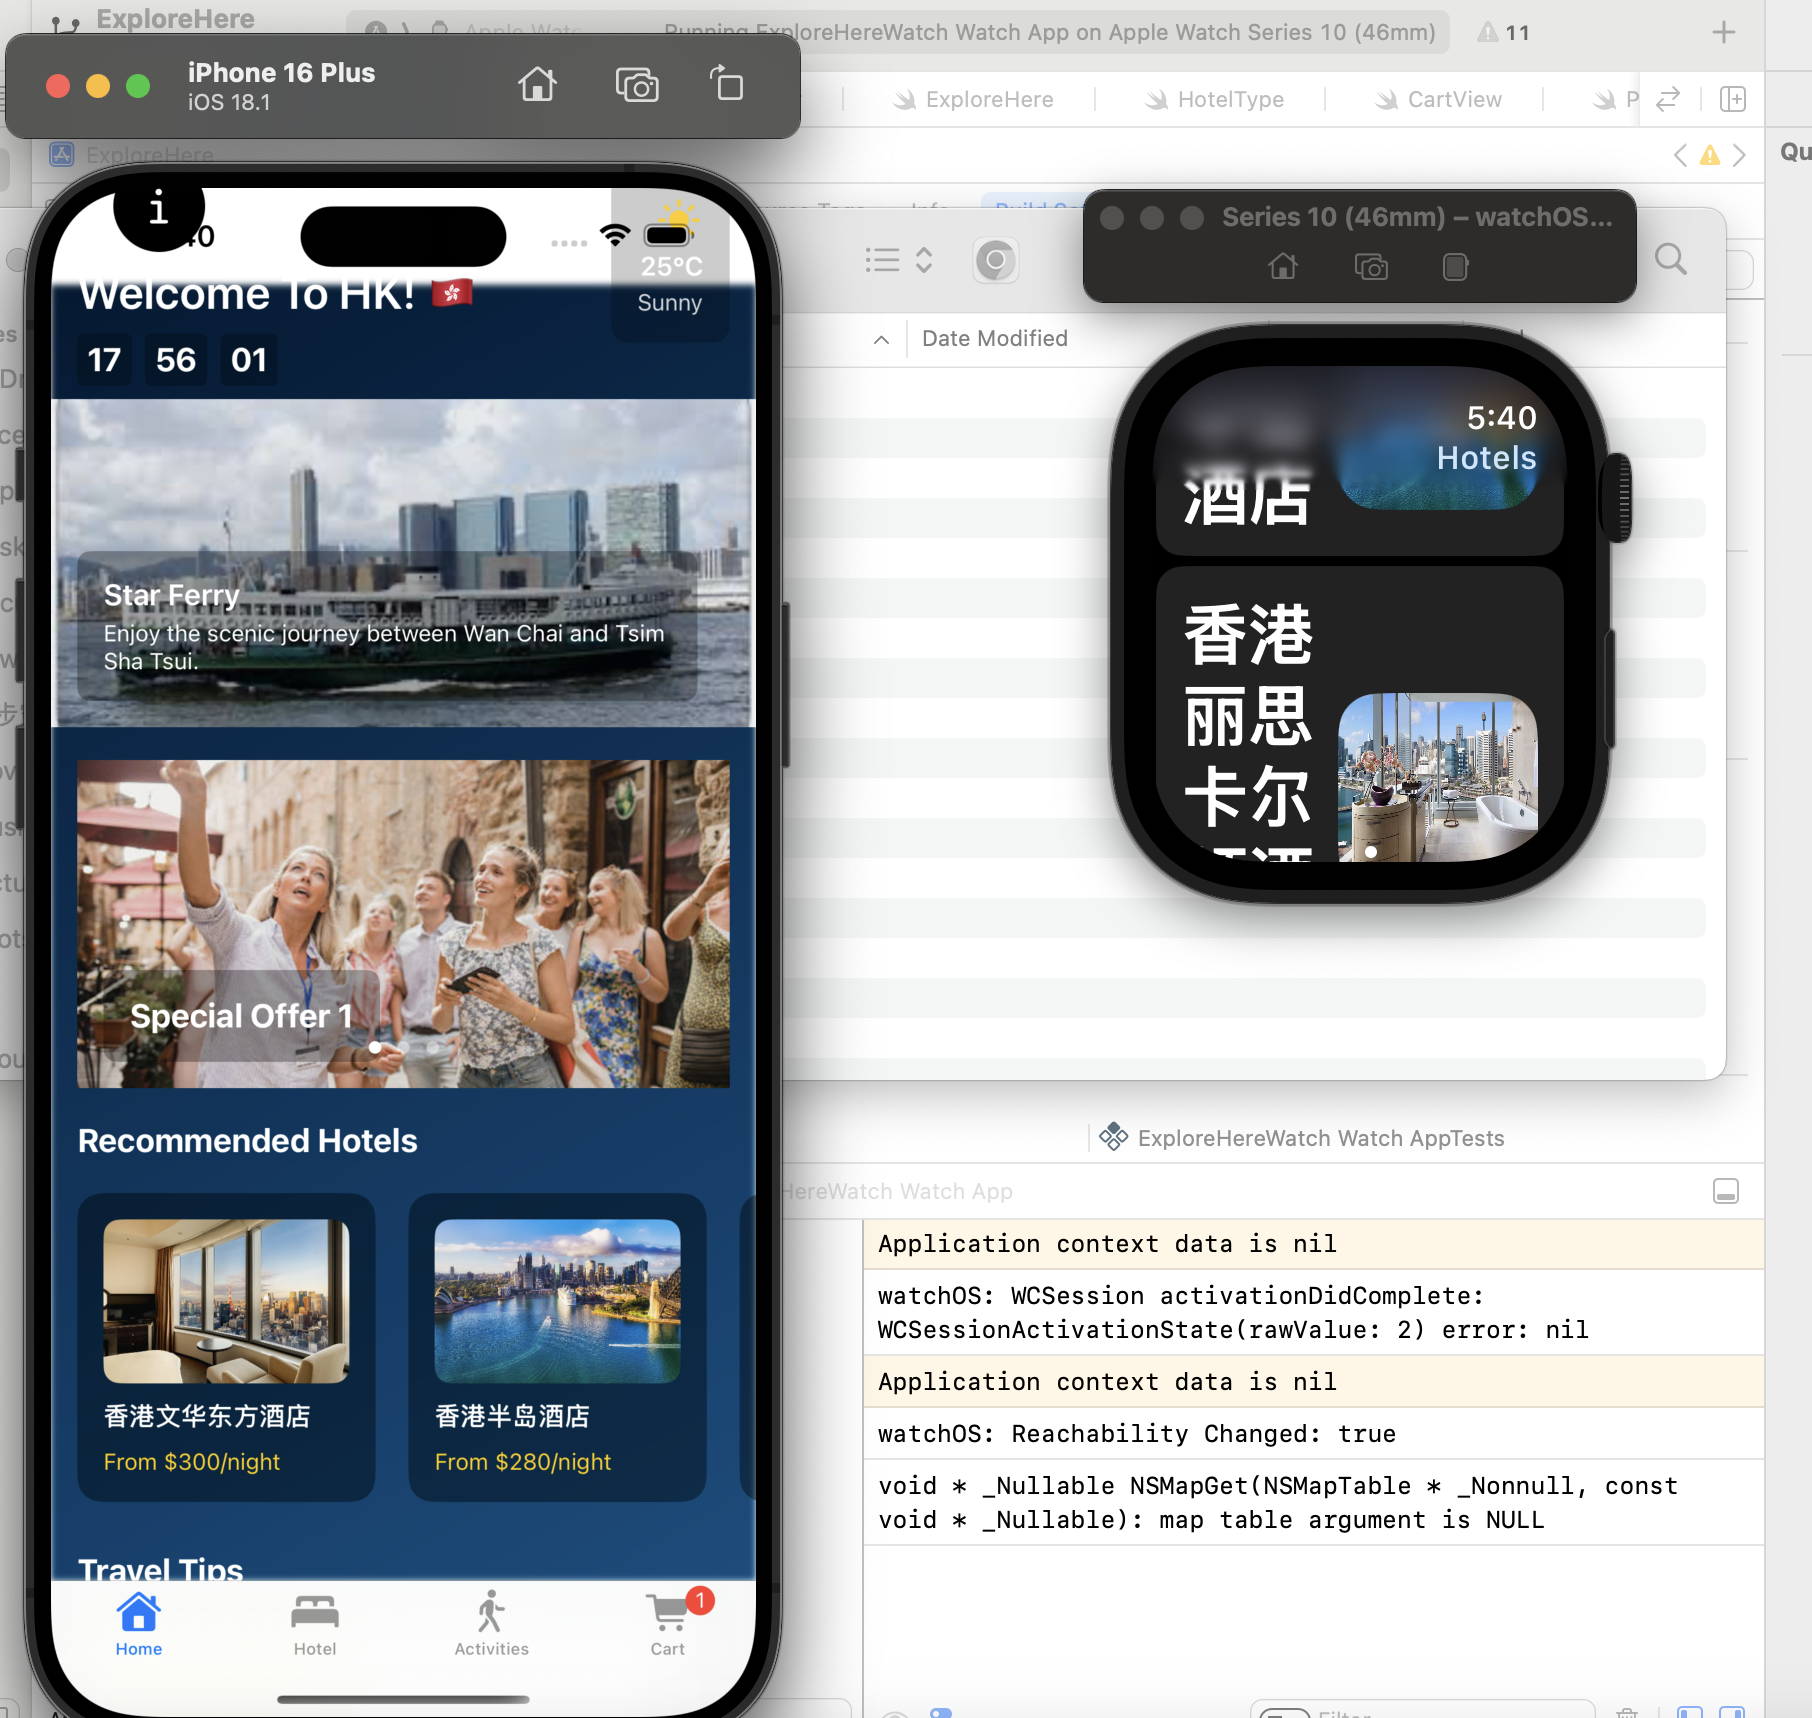 ExploreHere
Running ExploreHereWatch Watch App on Apple Watch Series 10 (46mm)
11
iPhone 16 Plus
iOS 18.1
ExploreHere
HotelType
CartView
P
ExploreHere
Qu
i
25°C
Sunny
Welcome To HK! 🇭🇰
17
56
01
Star Ferry
Enjoy the scenic journey between Wan Chai and Tsim
Sha Tsui.
Special Offer 1
Recommended Hotels
香港文华东方酒店
From $300/night
香港半岛酒店
From $280/night
Travel Tips
Home
Hotel
Activities
Cart
1
Series 10 (46mm) – watchOS...
Date Modified
5:40
Hotels
酒店
香港
丽思
卡尔
ExploreHereWatch Watch AppTests
HereWatch Watch App
Application context data is nil
watchOS: WCSession activationDidComplete:
WCSessionActivationState(rawValue: 2) error: nil
Application context data is nil
watchOS: Reachability Changed: true
void * _Nullable NSMapGet(NSMapTable * _Nonnull, const
void * _Nullable): map table argument is NULL
Filter